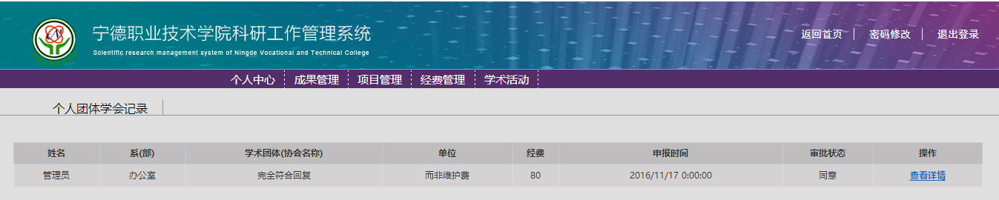 宁德职业技术学院科研工作管理系统
Scientific research management system of Ningde Vocational and Technical College
返回首页 密码修改 退出登录
个人中心 成果管理 项目管理 经费管理 学术活动
个人团体学会记录
姓名 系(部) 学术团体(协会名称) 单位 经费 申报时间 审批状态 操作
管理员 办公室 完全符合回复 而非维护费 80 2016/11/17 0:00:00 同意 查看详情